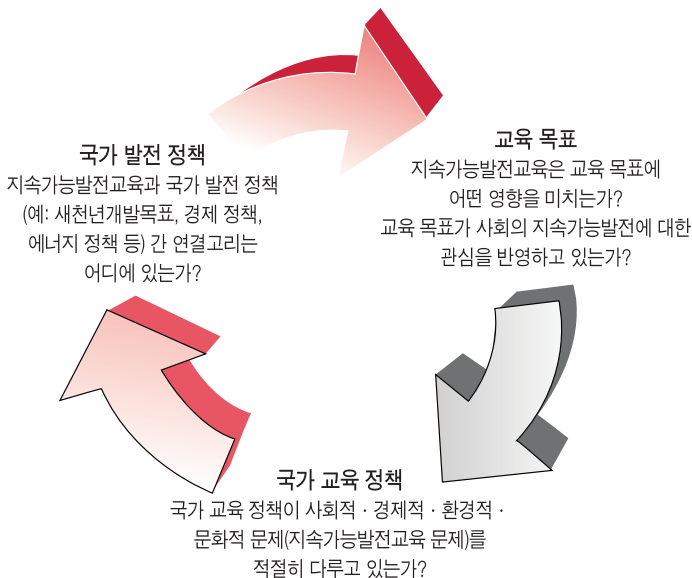 국가 발전 정책
지속가능발전교육과 국가 발전 정책
(예: 새천년개발목표, 경제 정책,
에너지 정책 등) 간 연결고리는
어디에 있는가?
교육 목표
지속가능발전교육은 교육 목표에
어떤 영향을 미치는가?
교육 목표가 사회의 지속가능발전에 대한
관심을 반영하고 있는가?
국가 교육 정책
국가 교육 정책이 사회적 · 경제적 · 환경적 ·
문화적 문제(지속가능발전교육 문제)를
적절히 다루고 있는가?